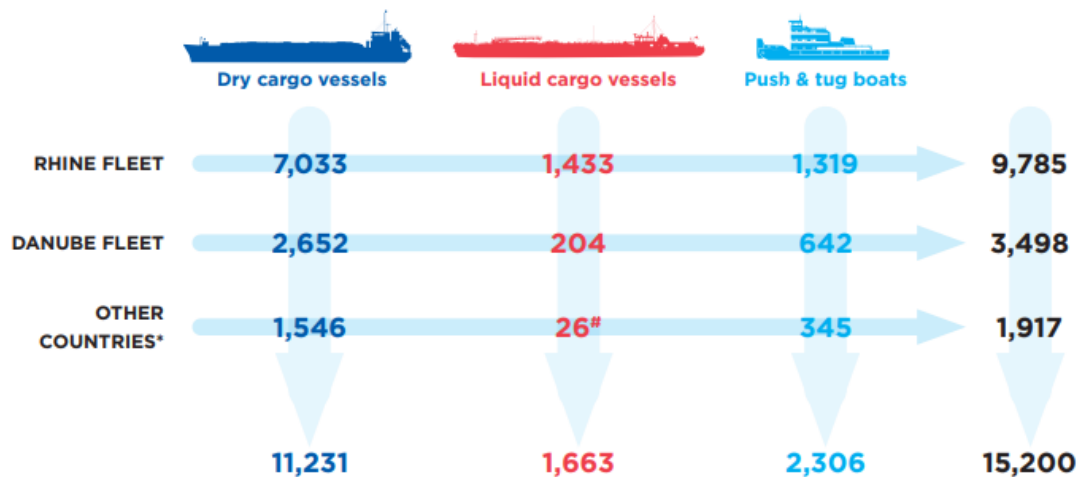 Dry cargo vessels Liquid cargo vessels Push & tug boats
RHINE FLEET 7,033 1,433 1,319 9,785
DANUBE FLEET 2,652 204 642 3,498
OTHER
COUNTRIES* 1,546 26# 345 1,917
11,231 1,663 2,306 15,200